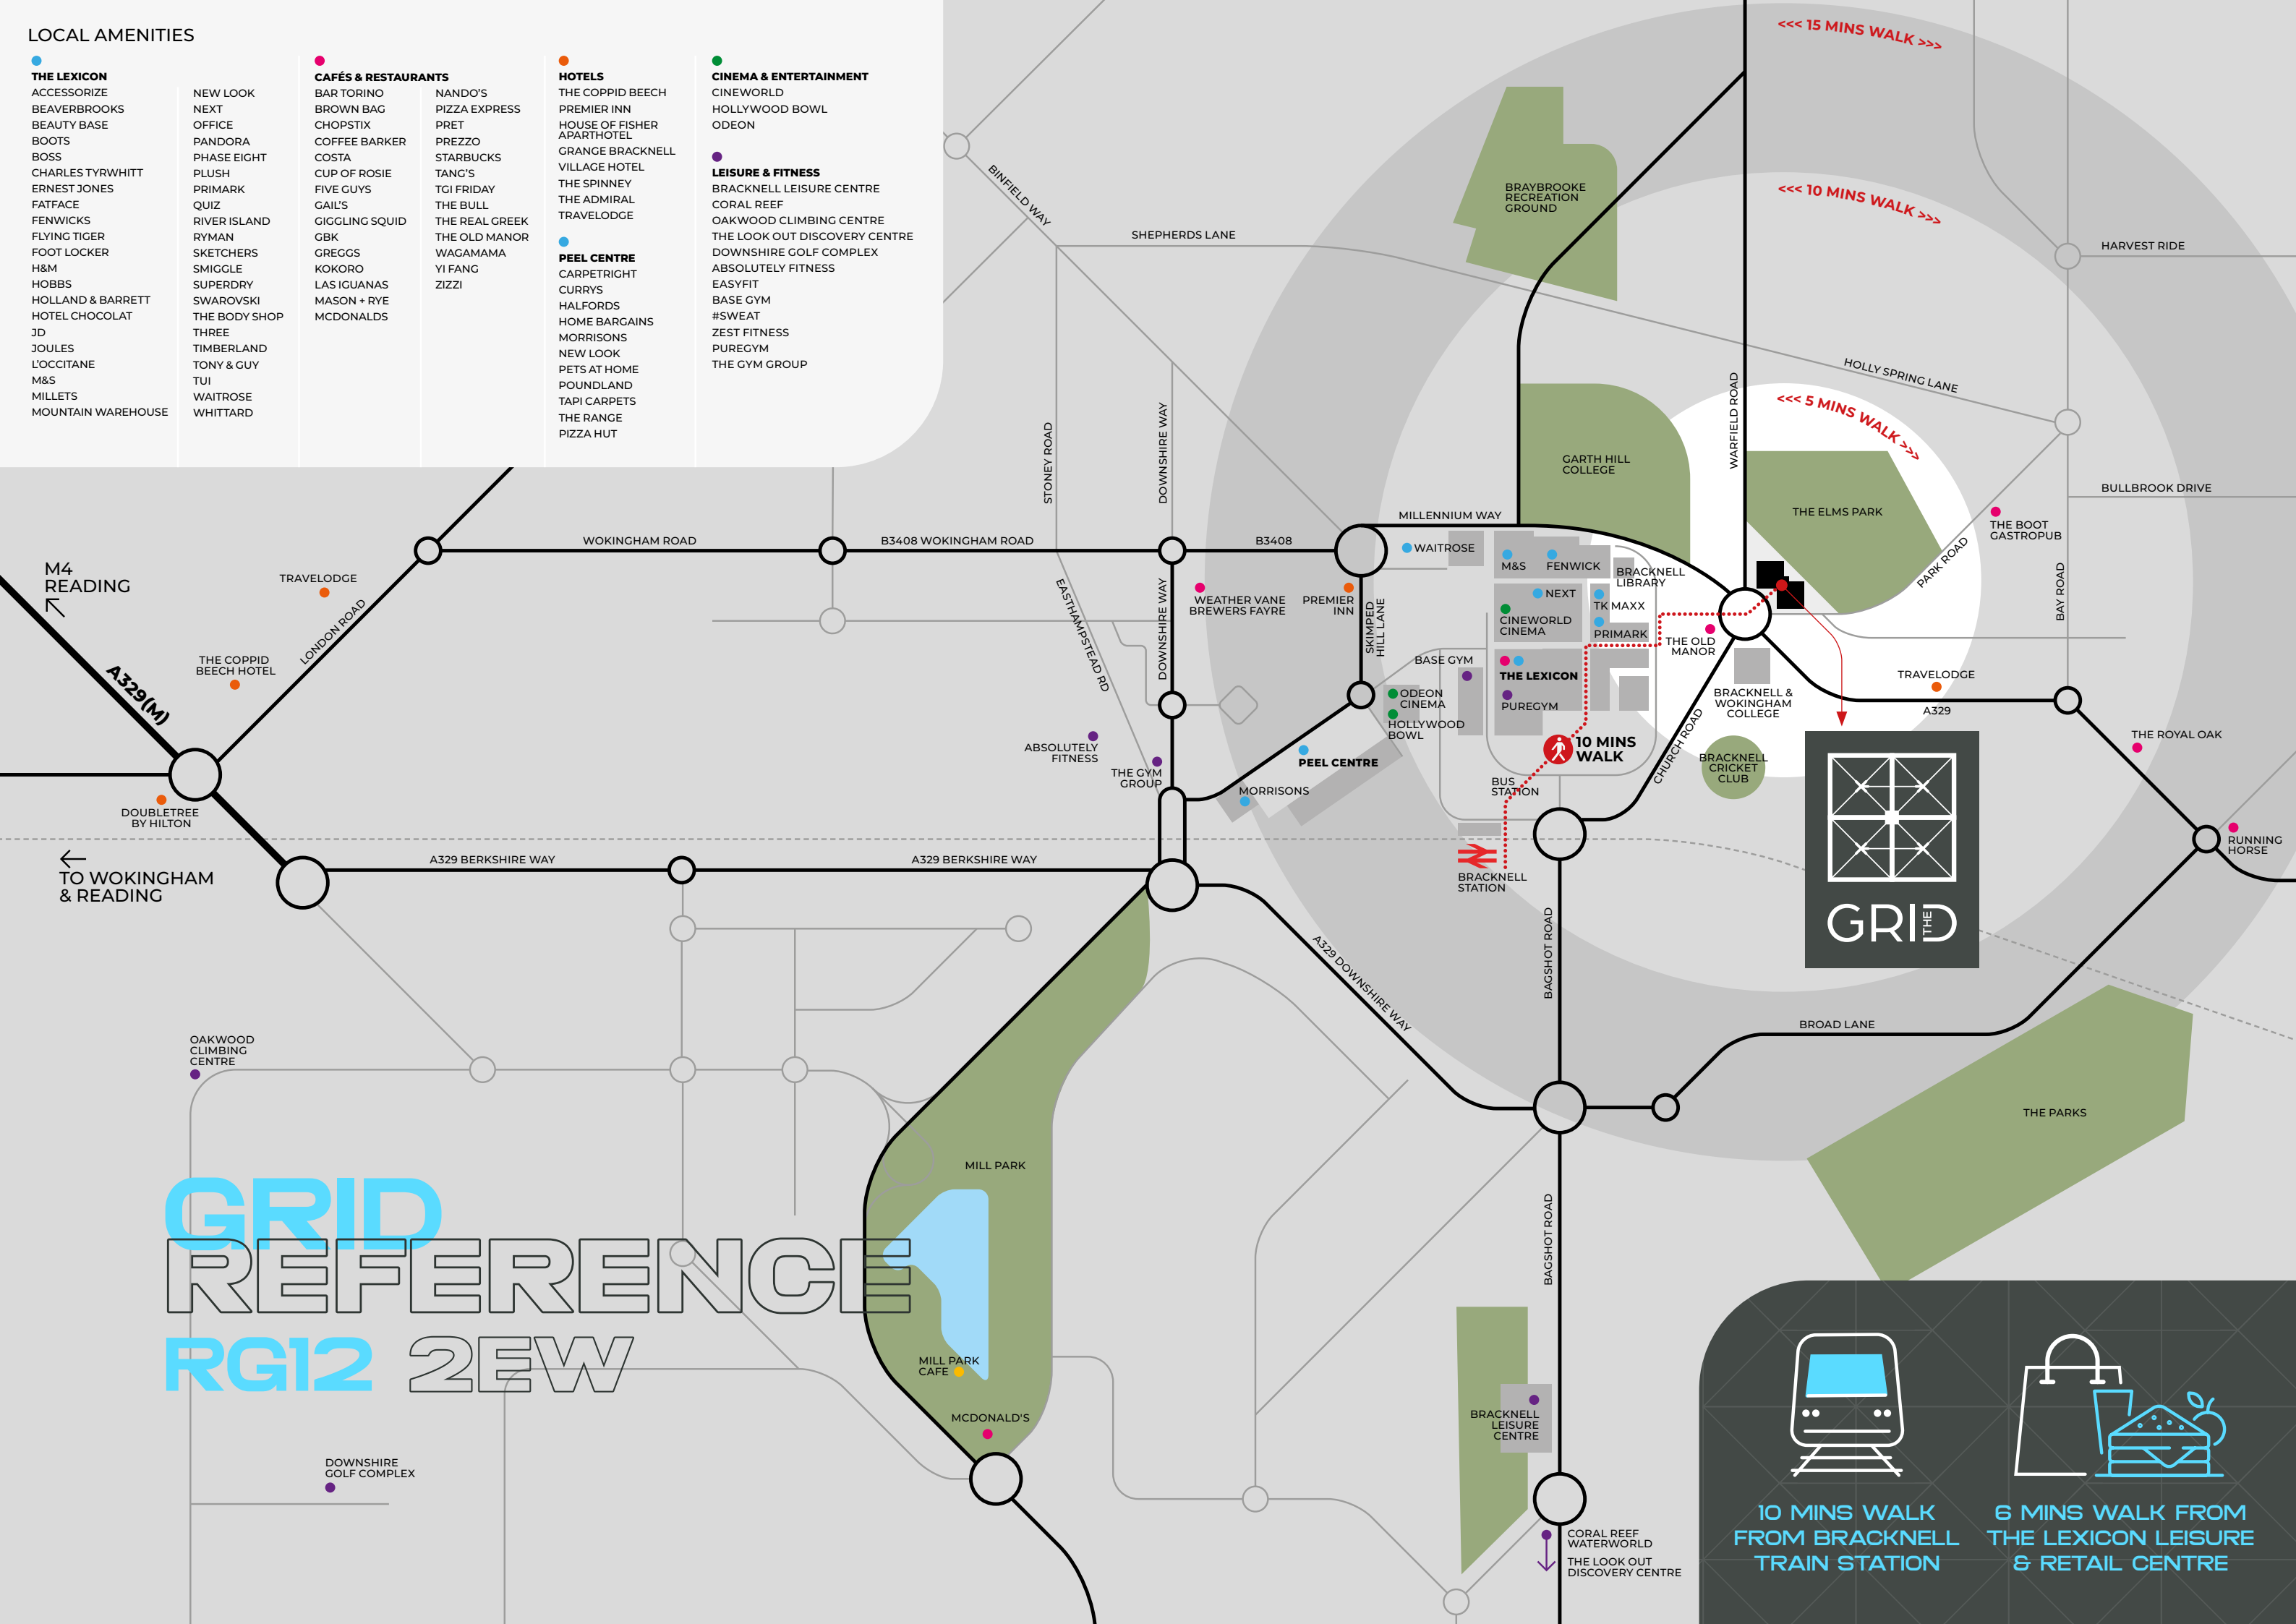 LOCAL AMENITIES
THE LEXICON
ACCESSORIZE
BEAVERBROOKS
BEAUTY BASE
BOOTS
BOSS
CHARLES TYRWHITT
ERNEST JONES
FATFACE
FENWICKS
FLYING TIGER
FOOT LOCKER
H&M
HOBBS
HOLLAND & BARRETT
HOTEL CHOCOLAT
JD
JOULES
L'OCCITANE
M&S
MILLETS
MOUNTAIN WAREHOUSE
NEW LOOK
NEXT
OFFICE
PANDORA
PHASE EIGHT
PLUSH
PRIMARK
QUIZ
RIVER ISLAND
RYMAN
SKETCHERS
SMIGGLE
SUPERDRY
SWAROVSKI
THE BODY SHOP
THREE
TIMBERLAND
TONY & GUY
TUI
WAITROSE
WHITTARD
CAFÉS & RESTAURANTS
BAR TORINO
BROWN BAG
CHOPSTIX
COFFEE BARKER
COSTA
CUP OF ROSIE
FIVE GUYS
GAIL'S
GIGGLING SQUID
GBK
GREGGS
KOKORO
LAS IGUANAS
MASON + RYE
MCDONALDS
NANDO'S
PIZZA EXPRESS
PRET
PREZZO
STARBUCKS
TANG'S
TGI FRIDAY
THE BULL
THE REAL GREEK
THE OLD MANOR
WAGAMAMA
YI FANG
ZIZZI
HOTELS
THE COPPID BEECH
PREMIER INN
HOUSE OF FISHER
APARTHOTEL
GRANGE BRACKNELL
VILLAGE HOTEL
THE SPINNEY
THE ADMIRAL
TRAVELODGE
PEEL CENTRE
CARPETRIGHT
CURRYS
HALFORDS
HOME BARGAINS
MORRISONS
NEW LOOK
PETS AT HOME
POUNDLAND
TAPI CARPETS
THE RANGE
PIZZA HUT
CINEMA & ENTERTAINMENT
CINEWORLD
HOLLYWOOD BOWL
ODEON
LEISURE & FITNESS
BRACKNELL LEISURE CENTRE
CORAL REEF
OAKWOOD CLIMBING CENTRE
THE LOOK OUT DISCOVERY CENTRE
DOWNSHIRE GOLF COMPLEX
ABSOLUTELY FITNESS
EASYFIT
BASE GYM
#SWEAT
ZEST FITNESS
PUREGYM
THE GYM GROUP
<<< 15 MINS WALK >>>
<<< 10 MINS WALK >>>
<<< 5 MINS WALK >>>
BINFIELD WAY
SHEPHERDS LANE
BRAYBROOKE
RECREATION
GROUND
HARVEST RIDE
HOLLY SPRING LANE
WARFIELD ROAD
STONEY ROAD
DOWNSHIRE WAY
GARTH HILL
COLLEGE
THE ELMS PARK
BULLBROOK DRIVE
THE BOOT
GASTROPUB
PARK ROAD
BAY ROAD
M4
READING
TRAVELODGE
LONDON ROAD
THE COPPID
BEECH HOTEL
A329(M)
DOUBLETREE
BY HILTON
TO WOKINGHAM
& READING
WOKINGHAM ROAD
B3408 WOKINGHAM ROAD
B3408
EASTHAMPSTEAD RD
DOWNSHIRE WAY
WEATHER VANE
BREWERS FAYRE
PREMIER
INN
SKIMPED
HILL LANE
MILLENNIUM WAY
WAITROSE
M&S
FENWICK
BRACKNELL
LIBRARY
NEXT
TK MAXX
CINEWORLD
CINEMA
PRIMARK
BASE GYM
THE LEXICON
PUREGYM
ODEON
CINEMA
HOLLYWOOD
BOWL
10 MINS
WALK
THE OLD
MANOR
BRACKNELL &
WOKINGHAM
COLLEGE
TRAVELODGE
A329
CHURCH ROAD
BRACKNELL
CRICKET
CLUB
THE ROYAL OAK
RUNNING
HORSE
ABSOLUTELY
FITNESS
THE GYM
GROUP
PEEL CENTRE
MORRISONS
BUS
STATION
BRACKNELL
STATION
A329 BERKSHIRE WAY
A329 BERKSHIRE WAY
GRID
THE
A329 DOWNSHIRE WAY
BAGSHOT ROAD
BROAD LANE
THE PARKS
OAKWOOD
CLIMBING
CENTRE
MILL PARK
BAGSHOT ROAD
GRID
REFERENCE
RG12 2EW
MILL PARK
CAFE
MCDONALD'S
BRACKNELL
LEISURE
CENTRE
DOWNSHIRE
GOLF COMPLEX
CORAL REEF
WATERWORLD
THE LOOK OUT
DISCOVERY CENTRE
10 MINS WALK
FROM BRACKNELL
TRAIN STATION
6 MINS WALK FROM
THE LEXICON LEISURE
& RETAIL CENTRE